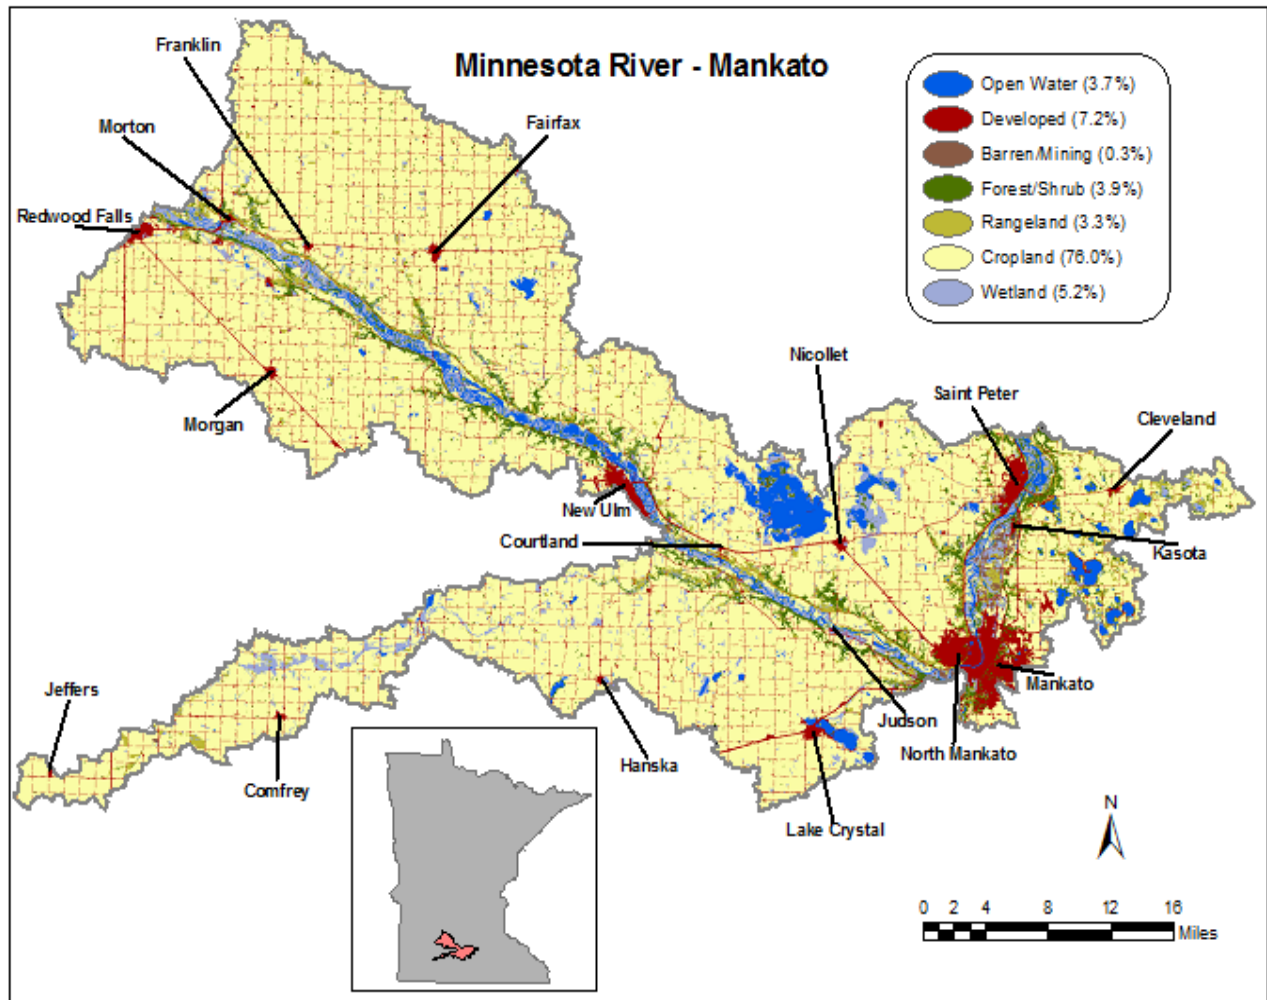 Minnesota River - Mankato
Franklin
Morton
Fairfax
Redwood Falls
Open Water (3.7%)
Developed (7.2%)
Barren/Mining (0.3%)
Forest/Shrub (3.9%)
Rangeland (3.3%)
Cropland (76.0%)
Wetland (5.2%)
Nicollet
Saint Peter
Cleveland
Morgan
New Ulm
Courtland
Kasota
Jeffers
Mankato
Judson
North Mankato
Hanska
Comfrey
Lake Crystal
N
0 2 4 8 12 16
Miles